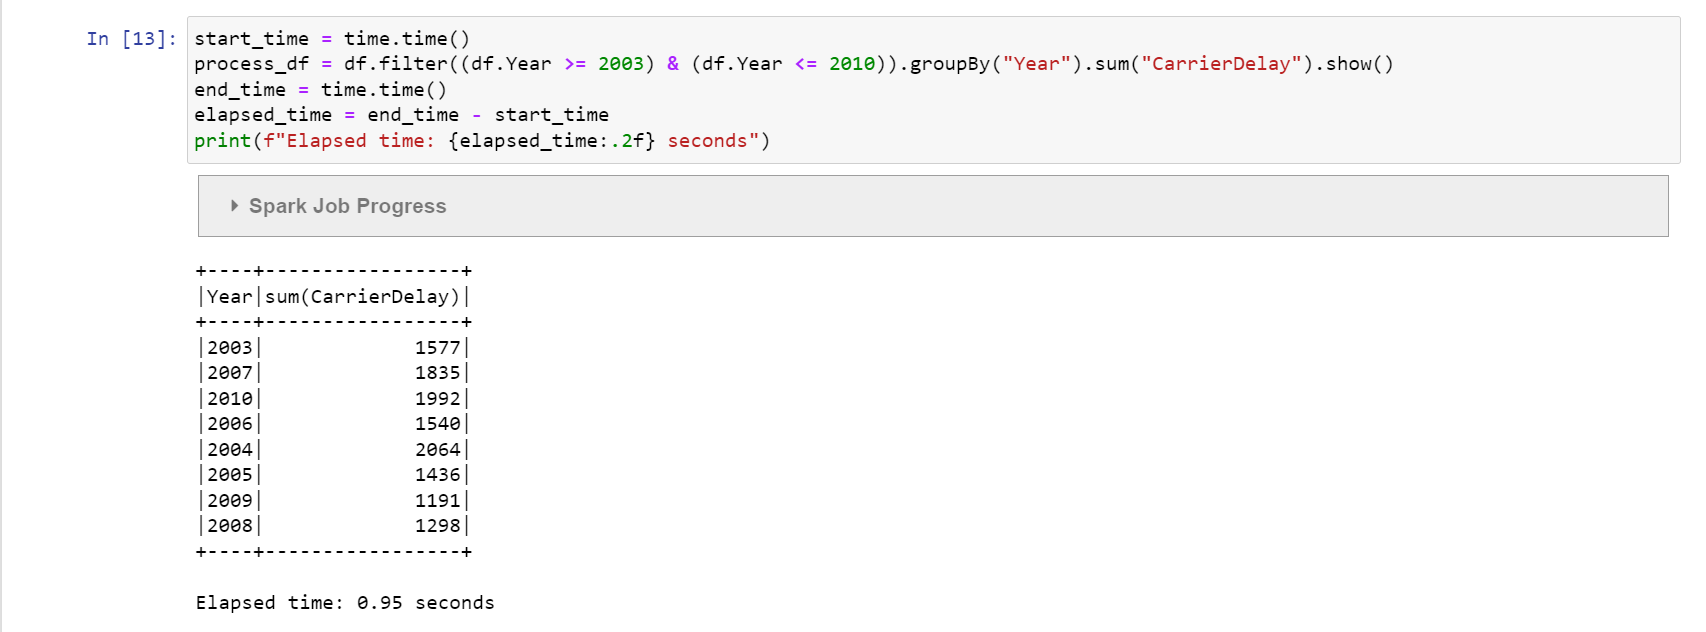 In [13]: start_time = time.time()
process_df = df.filter((df.Year >= 2003) & (df.Year <= 2010)).groupBy("Year").sum("CarrierDelay").show()
end_time = time.time()
elapsed_time = end_time - start_time
print(f"Elapsed time: {elapsed_time:.2f} seconds")
Spark Job Progress
+----+-----------------+
|Year|sum(CarrierDelay)|
+----+-----------------+
|2003|             1577|
|2007|             1835|
|2010|             1992|
|2006|             1540|
|2004|             2064|
|2005|             1436|
|2009|             1191|
|2008|             1298|
+----+-----------------+
Elapsed time: 0.95 seconds